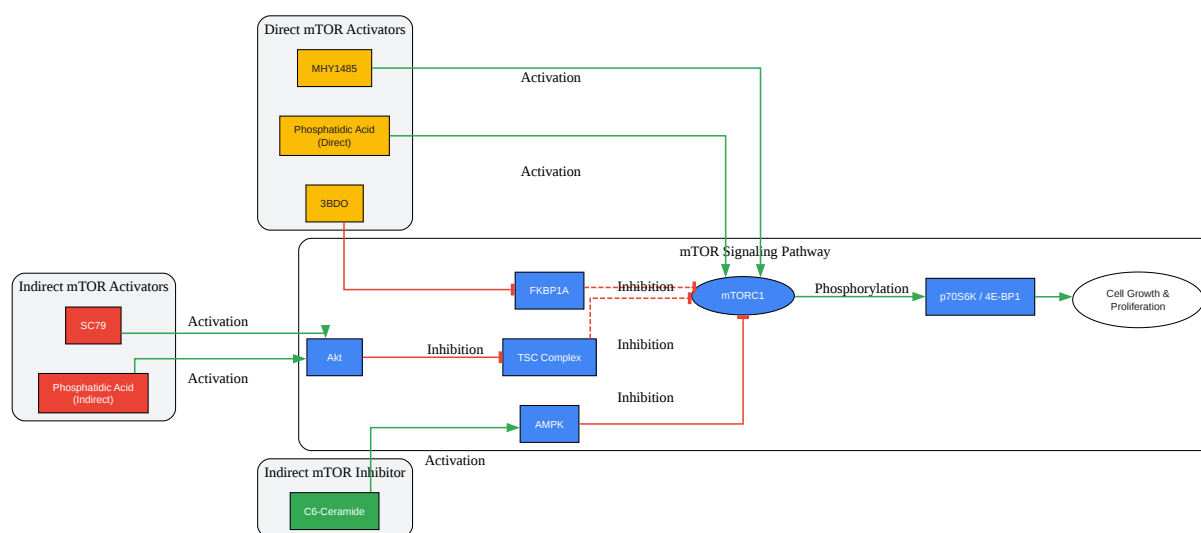 Direct mTOR Activators
MHY1485
Activation
Phosphatidic Acid
(Direct)
Activation
3BDO
mTOR Signaling Pathway
Indirect mTOR Activators
SC79
Activation
Phosphatidic Acid
(Indirect)
Activation
FKBP1A
Inhibition
mTORC1
Phosphorylation
p70S6K / 4E-BP1
Cell Growth &
Proliferation
Akt
Inhibition
TSC Complex
Inhibition
AMPK
Inhibition
Activation
Indirect mTOR Inhibitor
C6-Ceramide